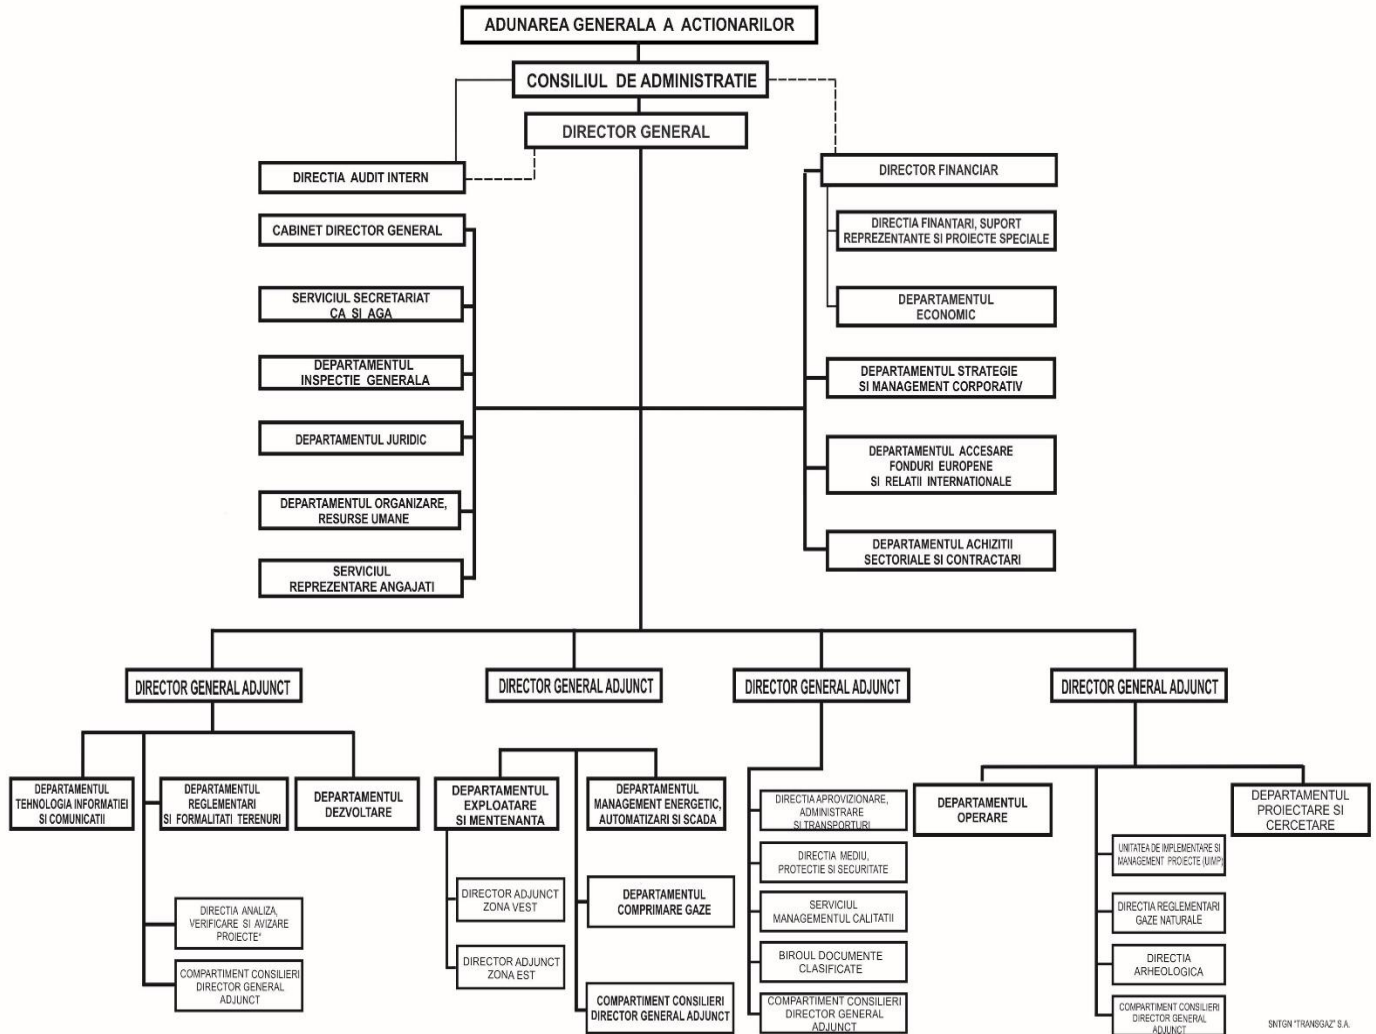 ADUNAREA GENERALA A ACTIONARILOR
CONSILIUL DE ADMINISTRATIE
DIRECTOR GENERAL
DIRECTIA AUDIT INTERN
DIRECTOR FINANCIAR
CABINET DIRECTOR GENERAL
DIRECTIA FINANTARI, SUPORT
REPREZENTANTE SI PROIECTE SPECIALE
SERVICIUL SECRETARIAT
CA SI AGA
DEPARTAMENTUL
ECONOMIC
DEPARTAMENTUL
INSPECTIE GENERALA
DEPARTAMENTUL STRATEGIE
SI MANAGEMENT CORPORATIV
DEPARTAMENTUL JURIDIC
DEPARTAMENTUL ACCESARE
FONDURI EUROPENE
SI RELATII INTERNATIONALE
DEPARTAMENTUL ORGANIZARE,
RESURSE UMANE
DEPARTAMENTUL ACHIZITII
SECTORIALE SI CONTRACTARI
SERVICIUL
REPREZENTARE ANGAJATI
DIRECTOR GENERAL ADJUNCT
DEPARTAMENTUL
TEHNOLOGIA INFORMATIEI
SI COMUNICATII
DEPARTAMENTUL
REGLEMENTARI
SI FORMALITATI TERENURI
DEPARTAMENTUL
DEZVOLTARE
DIRECTIA ANALIZA,
VERIFICARE SI AVIZARE
PROIECTE*
COMPARTIMENT CONSILIERI
DIRECTOR GENERAL
ADJUNCT
DIRECTOR GENERAL ADJUNCT
DEPARTAMENTUL
EXPLOATARE
SI MENTENANTA
DEPARTAMENTUL
MANAGEMENT ENERGETIC,
AUTOMATIZARI SI SCADA
DIRECTOR ADJUNCT
ZONA VEST
DIRECTOR ADJUNCT
ZONA EST
DEPARTAMENTUL
COMPRIMARE GAZE
COMPARTIMENT CONSILIERI
DIRECTOR GENERAL ADJUNCT
DIRECTOR GENERAL ADJUNCT
DIRECTIA APROVIZIONARE,
ADMINISTRARE
SI TRANSPORTURI
DIRECTIA MEDIU,
PROTECTIE SI SECURITATE
SERVICIUL
MANAGEMENTUL CALITATII
BIROUL DOCUMENTE
CLASIFICATE
COMPARTIMENT CONSILIERI
DIRECTOR GENERAL
ADJUNCT
DIRECTOR GENERAL ADJUNCT
DEPARTAMENTUL
OPERARE
DEPARTAMENTUL
PROIECTARE SI
CERCETARE
UNITATEA DE IMPLEMENTARE SI
MANAGEMENT PROIECTE (UIMP)
DIRECTIA REGLEMENTARI
GAZE NATURALE
DIRECTIA
ARHEOLOGICA
COMPARTIMENT CONSILIERI
DIRECTOR GENERAL
ADJUNCT
SNTGN "TRANSGAZ" S.A.